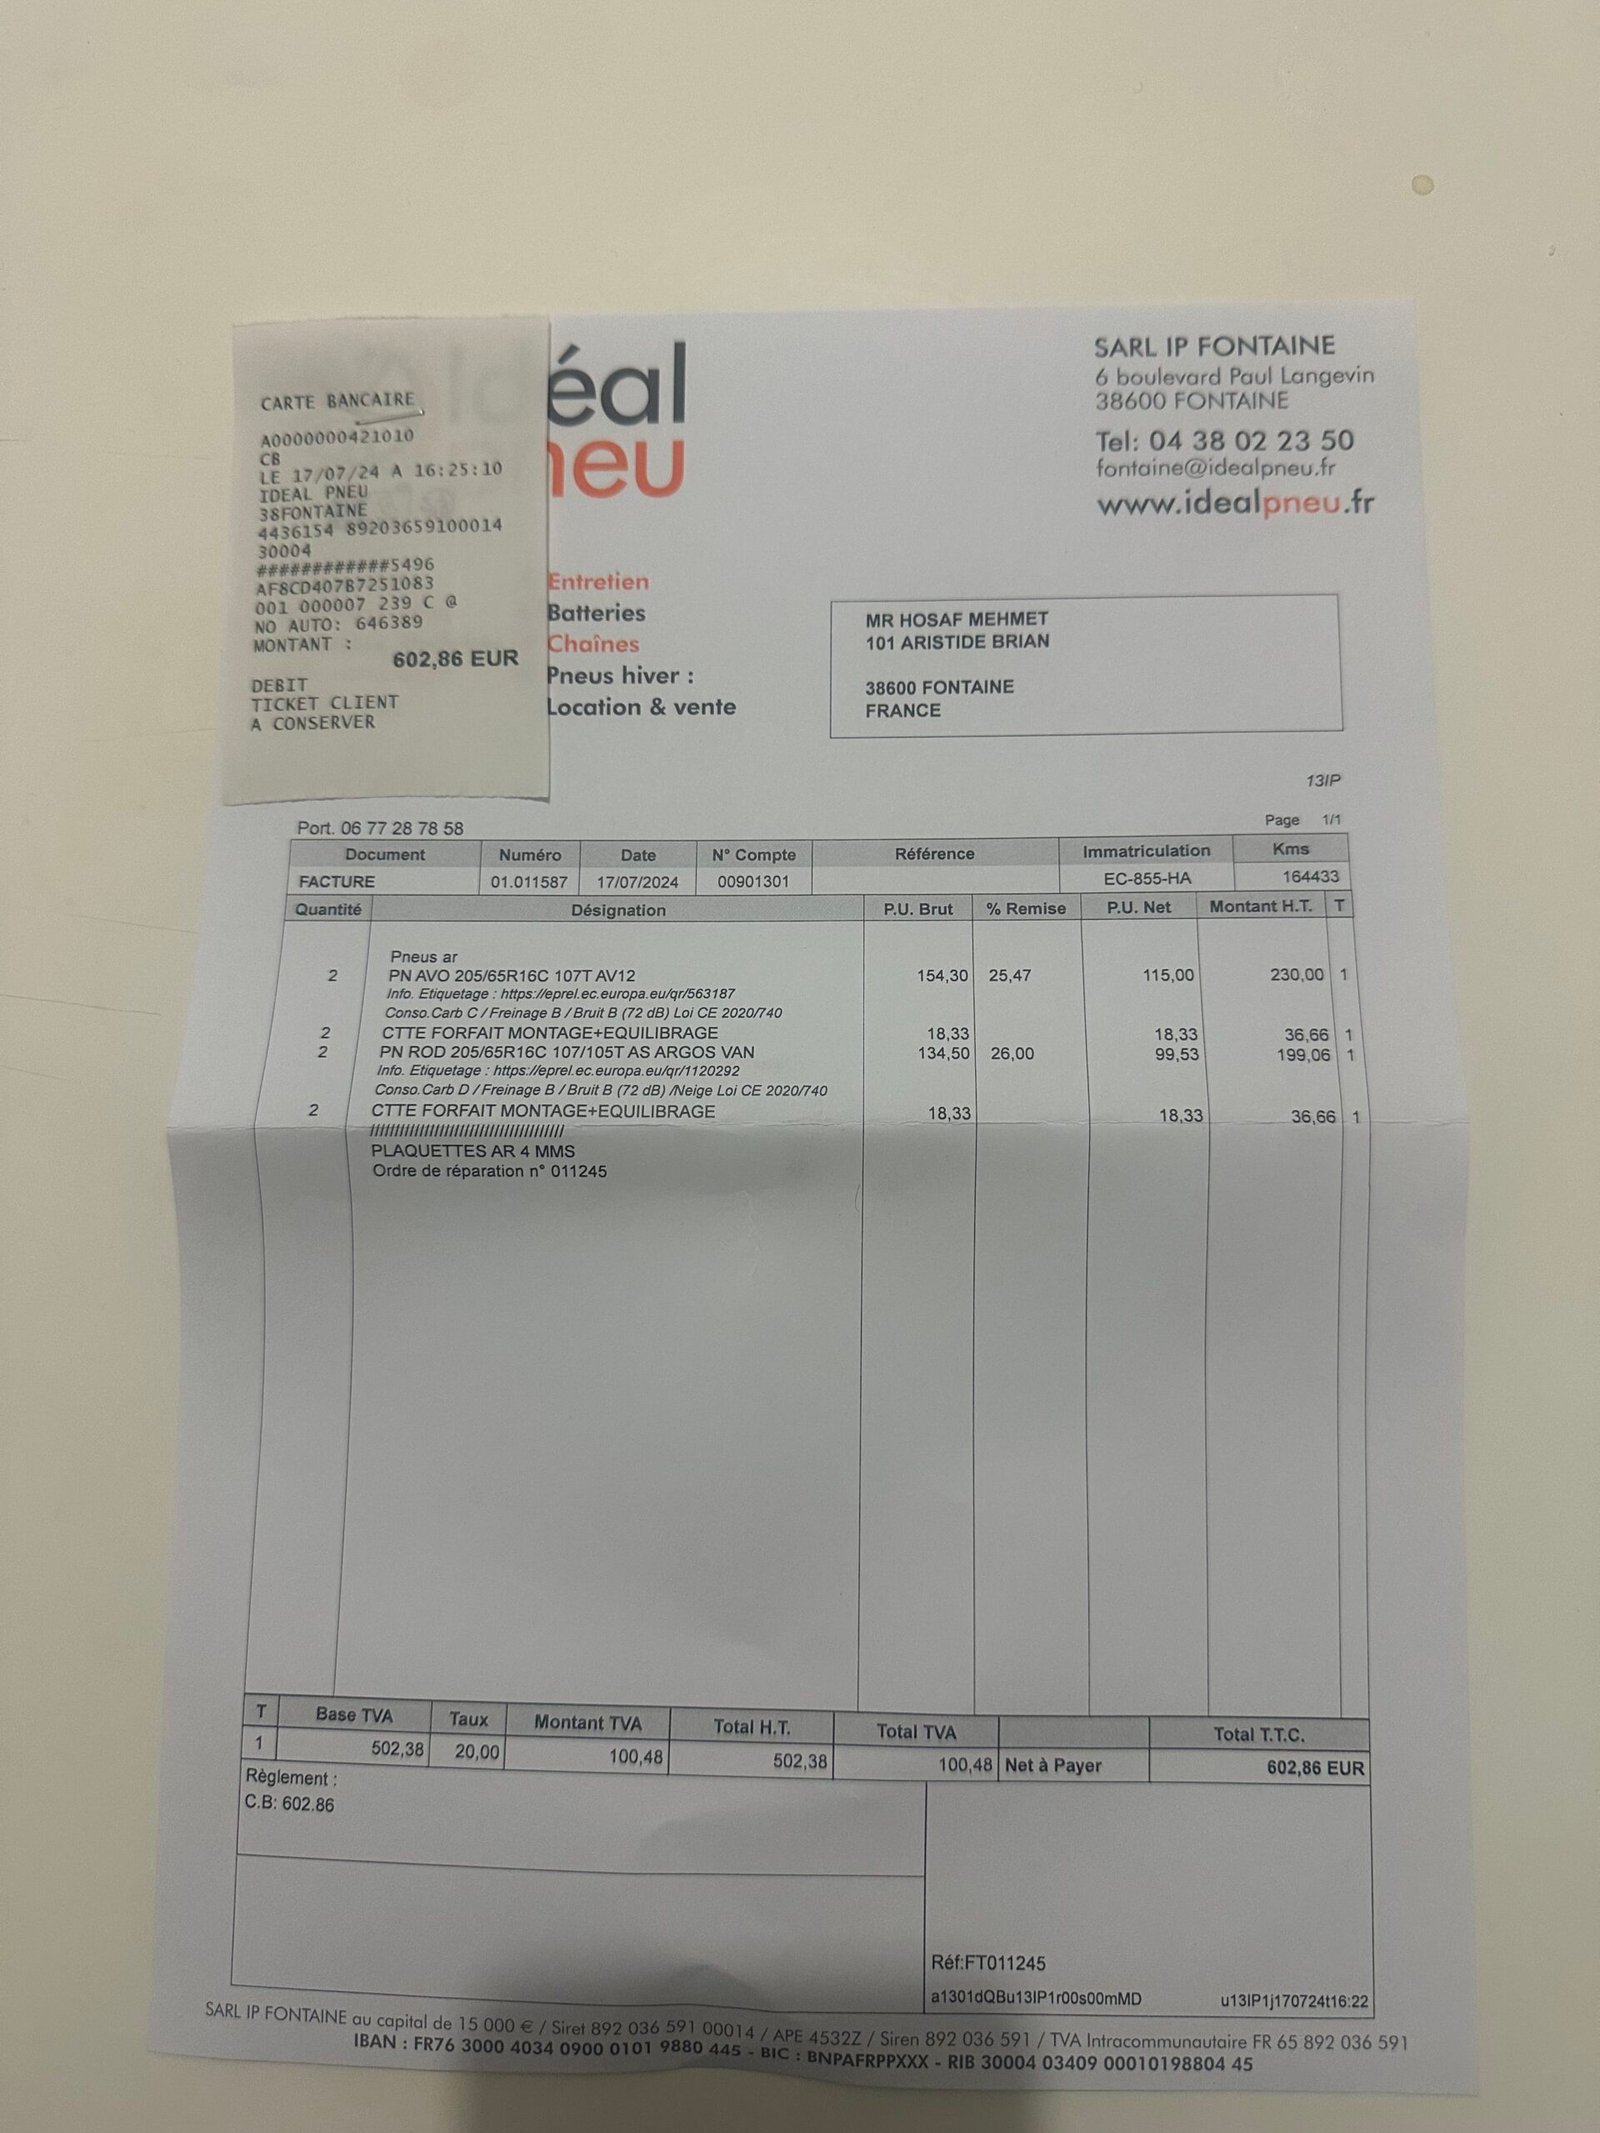 CARTE BANCAIRE
A0000000421010
CB
LE 17/07/24 A 16:25:10
IDEAL PNEU
38FONTAINE
4436154 89203659100014
30004
############5496
AF8CD407B7251083
001 000007 239 C @
NO AUTO: 646389
MONTANT :
602,86 EUR
DEBIT
TICKET CLIENT
A CONSERVER
éal
neu
Entretien
Batteries
Chaînes
Pneus hiver :
Location & vente
SARL IP FONTAINE
6 boulevard Paul Langevin
38600 FONTAINE
Tel: 04 38 02 23 50
fontaine@idealpneu.fr
www.idealpneu.fr
MR HOSAF MEHMET
101 ARISTIDE BRIAN
38600 FONTAINE
FRANCE
13IP
Port. 06 77 28 78 58
Page 1/1
Document Numéro Date N° Compte Référence Immatriculation Kms
FACTURE 01.011587 17/07/2024 00901301 EC-855-HA 164433
Quantité Désignation P.U. Brut % Remise P.U. Net Montant H.T. T
Pneus ar
2 PN AVO 205/65R16C 107T AV12 154,30 25,47 115,00 230,00 1
Info. Etiquetage : https://eprel.ec.europa.eu/qr/563187
Conso.Carb C / Freinage B / Bruit B (72 dB) Loi CE 2020/740
2 CTTE FORFAIT MONTAGE+EQUILIBRAGE 18,33 18,33 36,66 1
2 PN ROD 205/65R16C 107/105T AS ARGOS VAN 134,50 26,00 99,53 199,06 1
Info. Etiquetage : https://eprel.ec.europa.eu/qr/1120292
Conso.Carb D / Freinage B / Bruit B (72 dB) /Neige Loi CE 2020/740
2 CTTE FORFAIT MONTAGE+EQUILIBRAGE 18,33 18,33 36,66 1
///////////////////////////////////////
PLAQUETTES AR 4 MMS
Ordre de réparation n° 011245
T Base TVA Taux Montant TVA Total H.T. Total TVA Total T.T.C.
1 502,38 20,00 100,48 502,38 100,48 Net à Payer 602,86 EUR
Règlement :
C.B: 602.86
Réf:FT011245
a1301dQBu13IP1r00s00mMD u13IP1j170724t16:22
SARL IP FONTAINE au capital de 15 000 € / Siret 892 036 591 00014 / APE 4532Z / Siren 892 036 591 / TVA Intracommunautaire FR 65 892 036 591
IBAN : FR76 3000 4034 0900 0101 9880 445 - BIC : BNPAFRPPXXX - RIB 30004 03409 00010198804 45